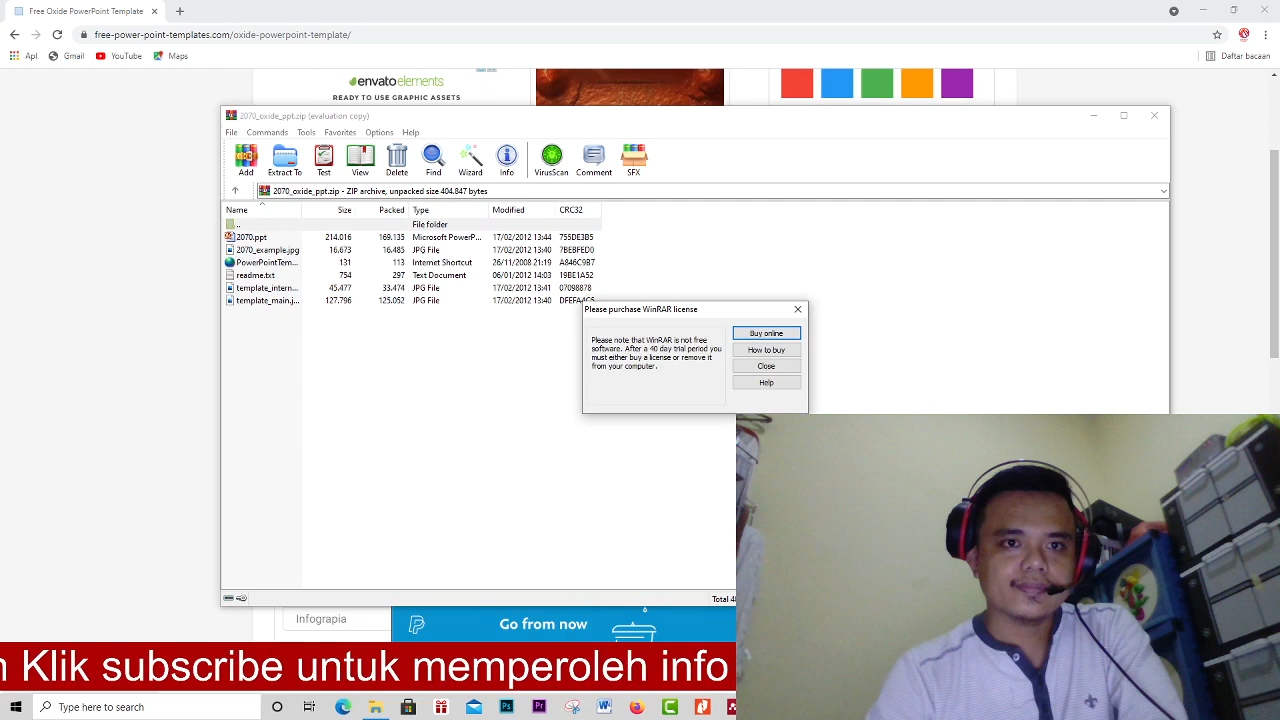 Free Oxide PowerPoint Template
free-power-point-templates.com/oxide-powerpoint-template/
Apl
Gmail
YouTube
Maps
Daftar bacaan
envato elements
READY TO USE GRAPHIC ASSETS
2070_oxide_ppt.zip (evaluation copy)
File Commands Tools Favorites Options Help
Add Extract To Test View Delete Find Wizard Info VirusScan Comment SFX
2070_oxide_ppt.zip - ZIP archive, unpacked size 404.847 bytes
Name Size Packed Type Modified CRC32
.. File folder
2070.ppt 214.016 169.135 Microsoft PowerP... 17/02/2012 13:44 755DE3B5
2070_example.jpg 16.673 16.485 JPG File 17/02/2012 13:40 7BEBFED0
PowerPointTem... 131 113 Internet Shortcut 26/11/2008 21:19 A846C9B7
readme.txt 754 297 Text Document 06/01/2012 14:03 19BE1A52
template_intern... 45.477 33.474 JPG File 17/02/2012 13:41 07098878
template_main.j... 127.796 125.052 JPG File 17/02/2012 13:40
Please purchase WinRAR license
Please note that WinRAR is not free
software. After a 40 day trial period you
must either buy a license or remove it
from your computer.
Buy online
How to buy
Close
Help
Total
Infograpia
Go from now
n Klik subscribe untuk memperoleh info
Type here to search